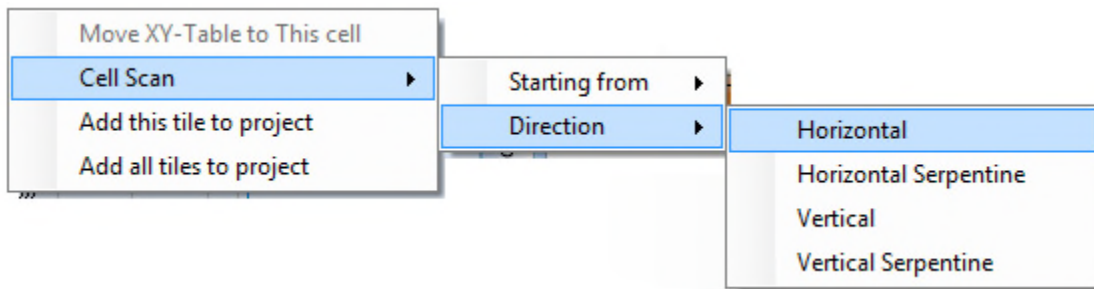 Move XY-Table to This cell
Cell Scan
Add this tile to project
Add all tiles to project
Starting from
Direction
Horizontal
Horizontal Serpentine
Vertical
Vertical Serpentine